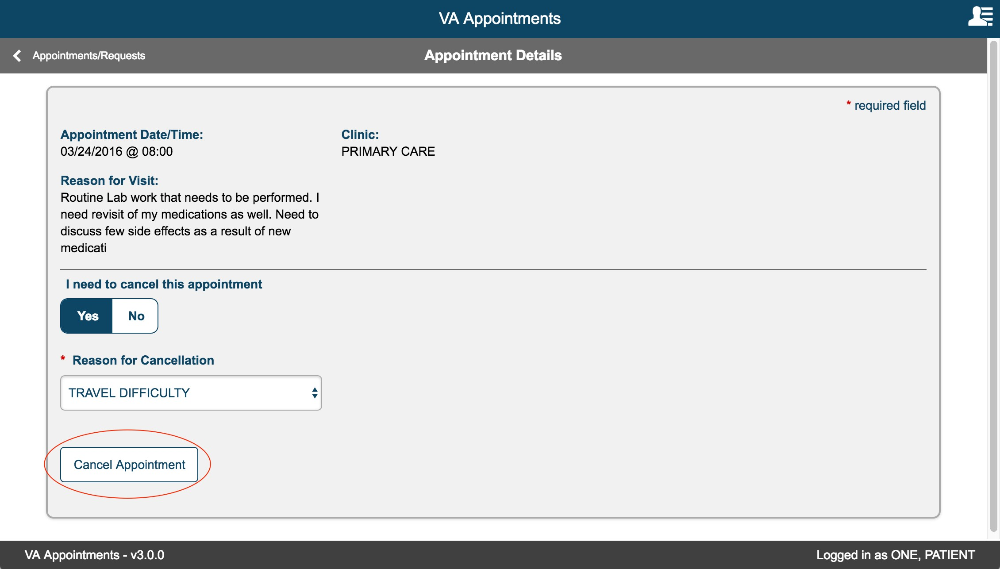 VA Appointments
Appointments/Requests
Appointment Details
* required field
Appointment Date/Time:
03/24/2016 @ 08:00
Clinic:
PRIMARY CARE
Reason for Visit:
Routine Lab work that needs to be performed. I
need revisit of my medications as well. Need to
discuss few side effects as a result of new
medicati
I need to cancel this appointment
Yes No
* Reason for Cancellation
TRAVEL DIFFICULTY
Cancel Appointment
VA Appointments - v3.0.0
Logged in as ONE, PATIENT